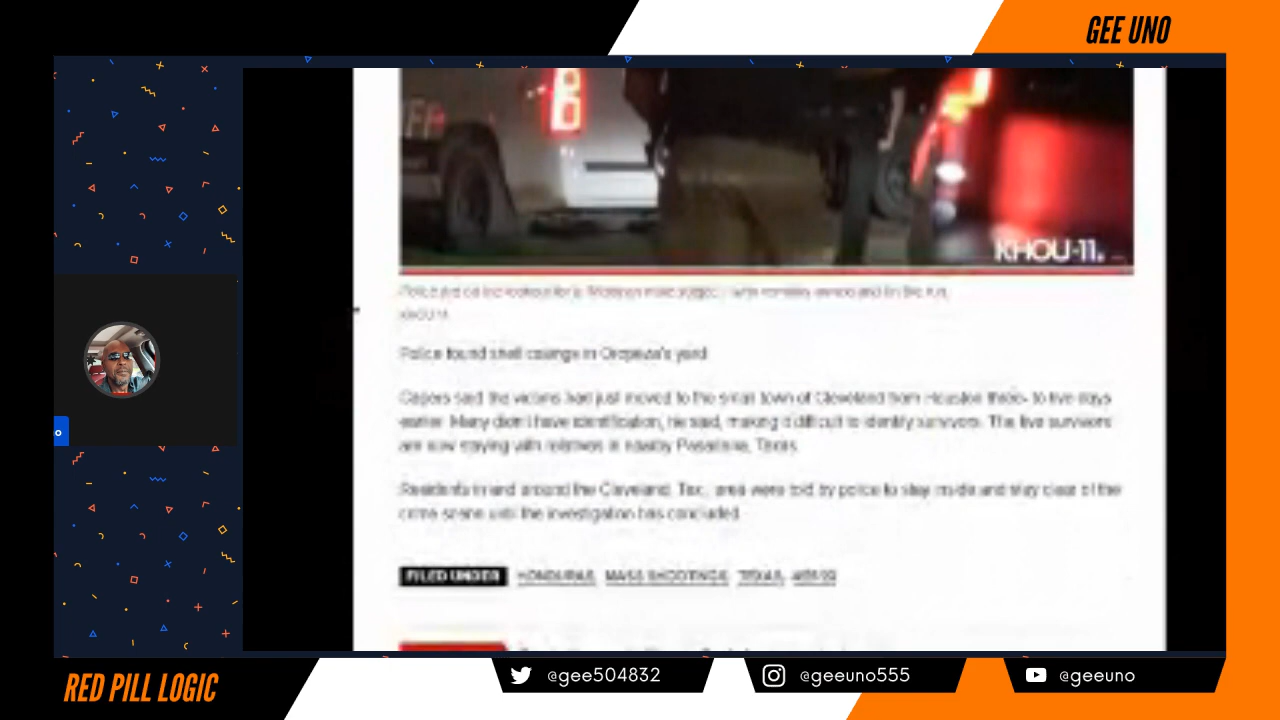 GEE UNO
KHOU·11.
Police found shell casings in Oropeza's yard
Capers said the victims had just moved to the small town of Cleveland from Houston three- to five days
earlier. Many didn't have identification, he said, making it difficult to identify survivors. The five survivors
are now staying with relatives in nearby Pasadena, Texas.
Residents in and around the Cleveland, Tex., area were told by police to stay inside and stay clear of the
crime scene until the investigation has concluded.
FILED UNDER HONDURAS MASS SHOOTINGS TEXAS
RED PILL LOGIC
@gee504832
@geeuno555
@geeuno